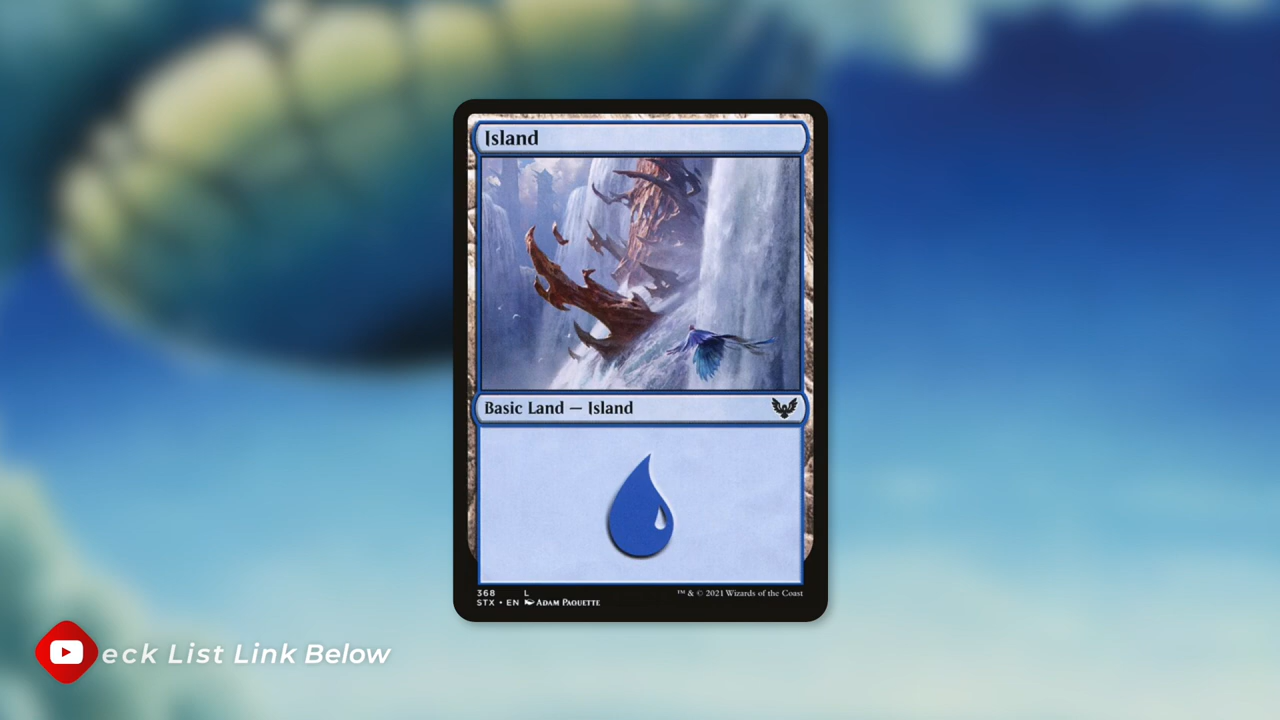 Island
Basic Land — Island
368 L
STX • EN Adam Paquette
™ & © 2021 Wizards of the Coast
eck List Link Below